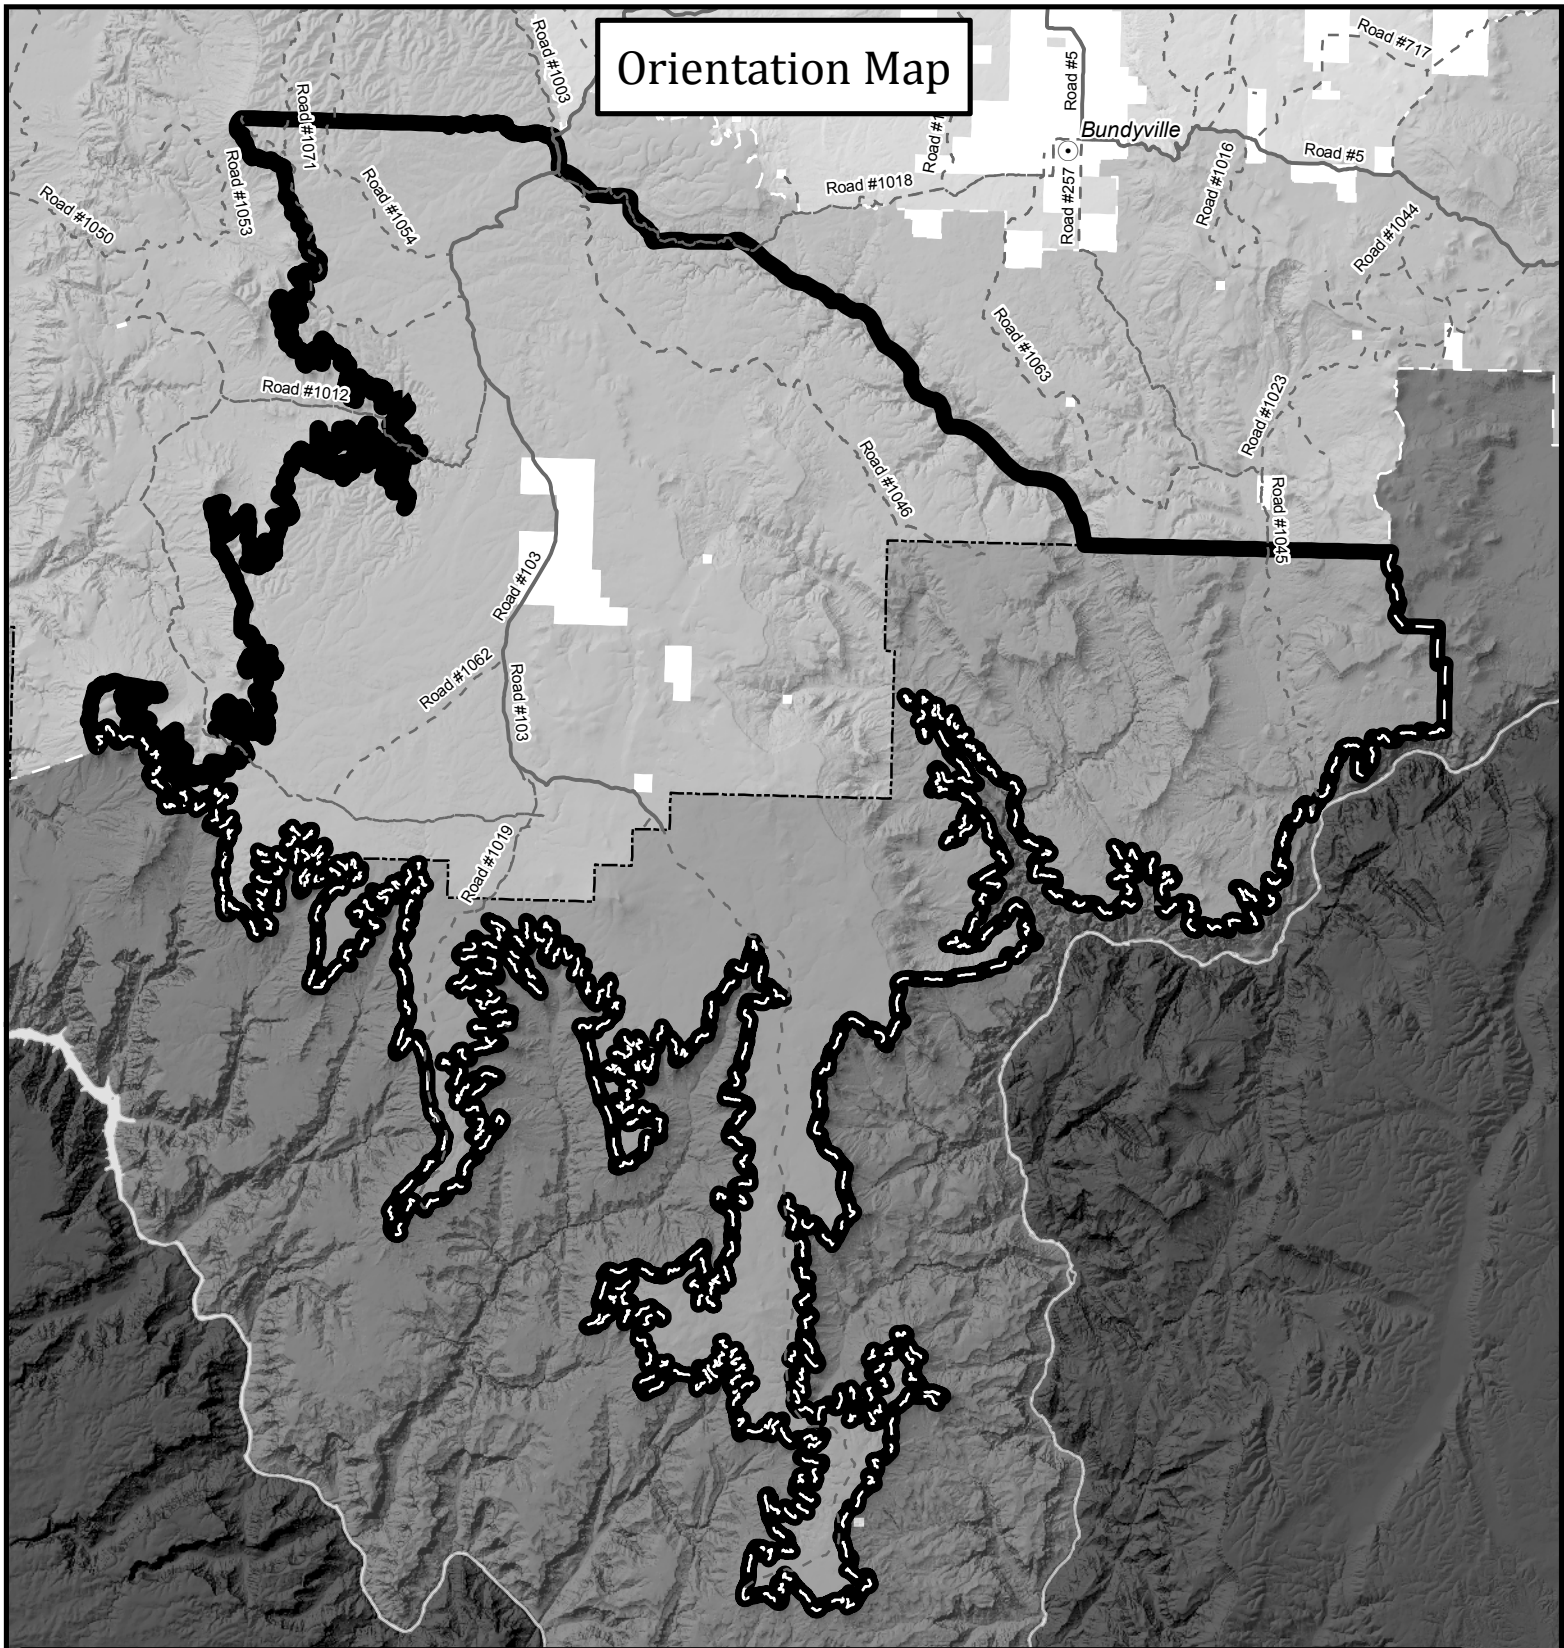 Orientation Map
Road #1003
Road #717
Road #5
Road #1071
Bundyville
Road #1
Road #5
Road #1016
Road #1018
Road #257
Road #1053
Road #1054
Road #1050
Road #1044
Road #1063
Road #1012
Road #1023
Road #1046
Road #1045
Road #103
Road #1062
Road #103
Road #1019